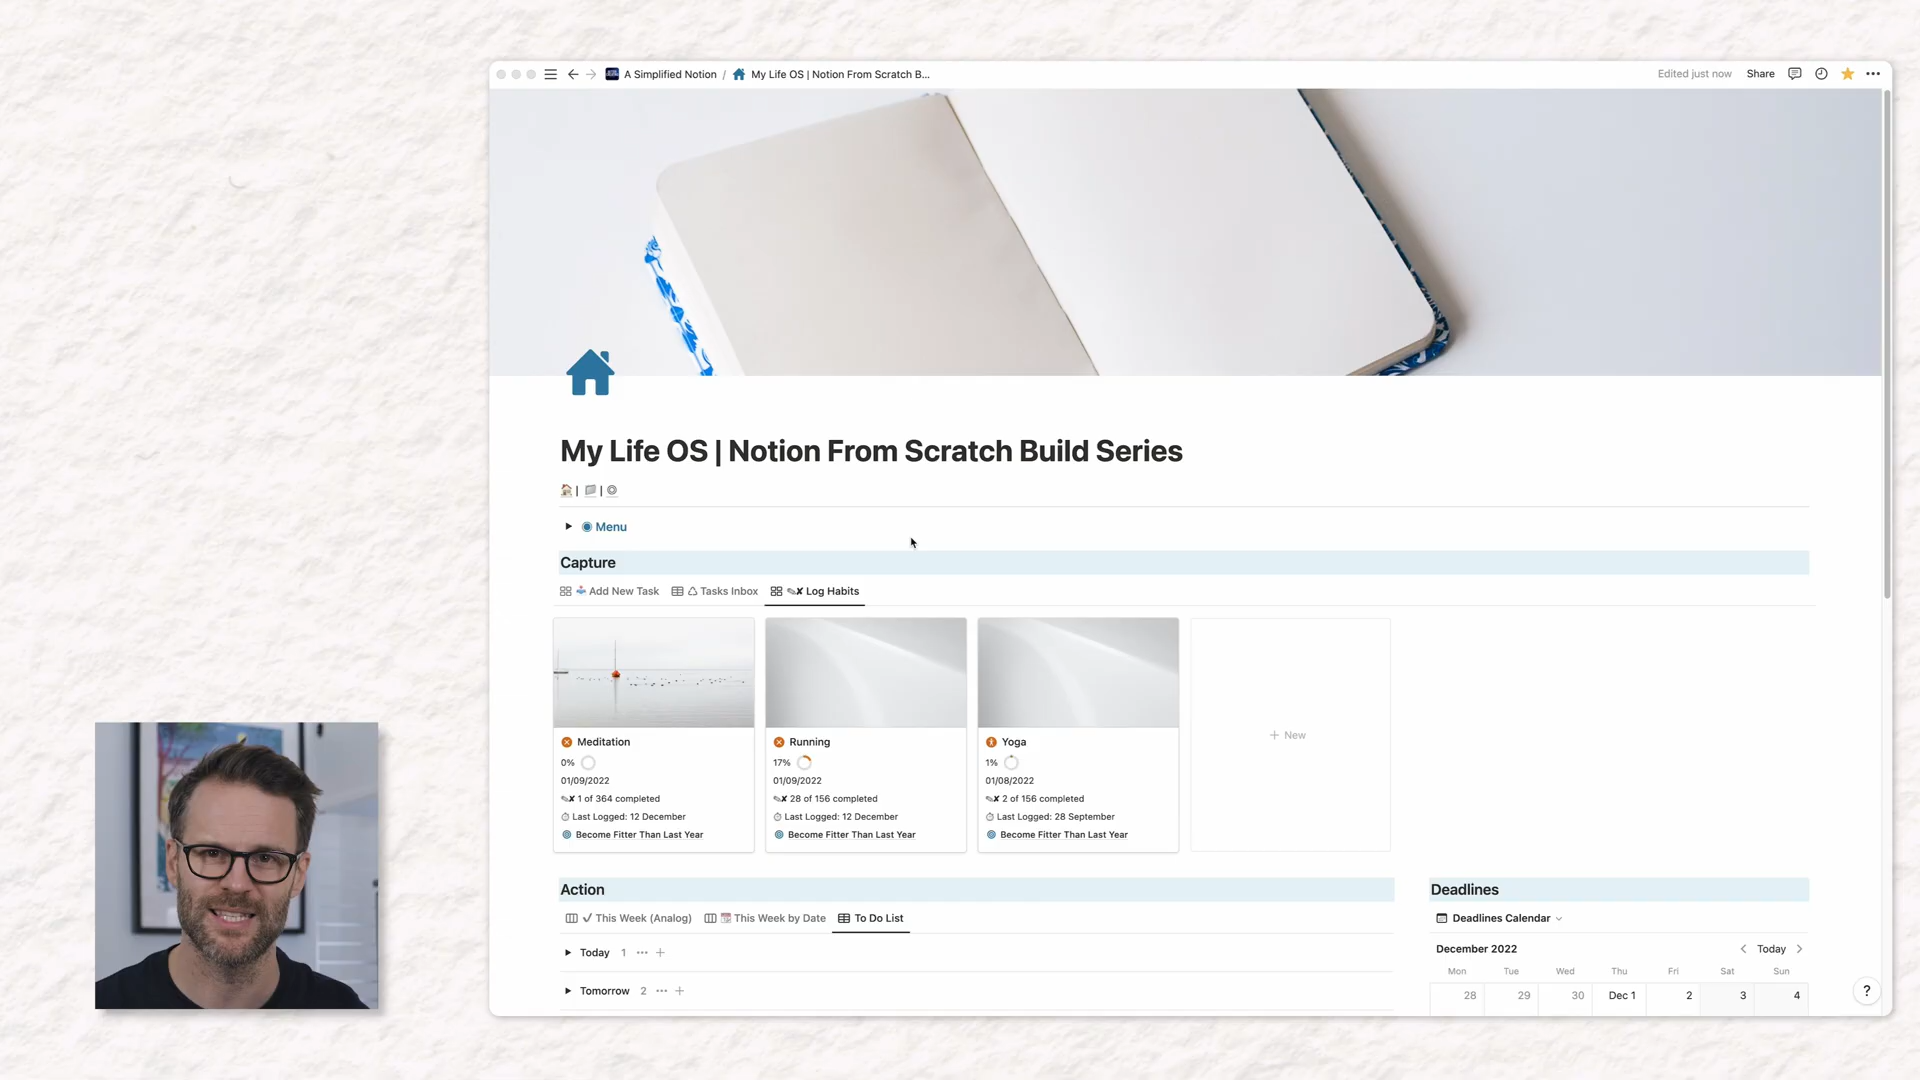 A Simplified Notion / My Life OS | Notion From Scratch B...
Edited just now Share
My Life OS | Notion From Scratch Build Series
Menu
Capture
Add New Task Tasks Inbox Log Habits
Meditation
0%
01/09/2022
1 of 364 completed
Last Logged: 12 December
Become Fitter Than Last Year
Running
17%
01/09/2022
28 of 156 completed
Last Logged: 12 December
Become Fitter Than Last Year
Yoga
1%
01/08/2022
2 of 156 completed
Last Logged: 28 September
Become Fitter Than Last Year
+ New
Action
This Week (Analog) This Week by Date To Do List
Today 1
Tomorrow 2
Deadlines
Deadlines Calendar
December 2022 Today
Mon Tue Wed Thu Fri Sat Sun
28 29 30 Dec 1 2 3 4
?